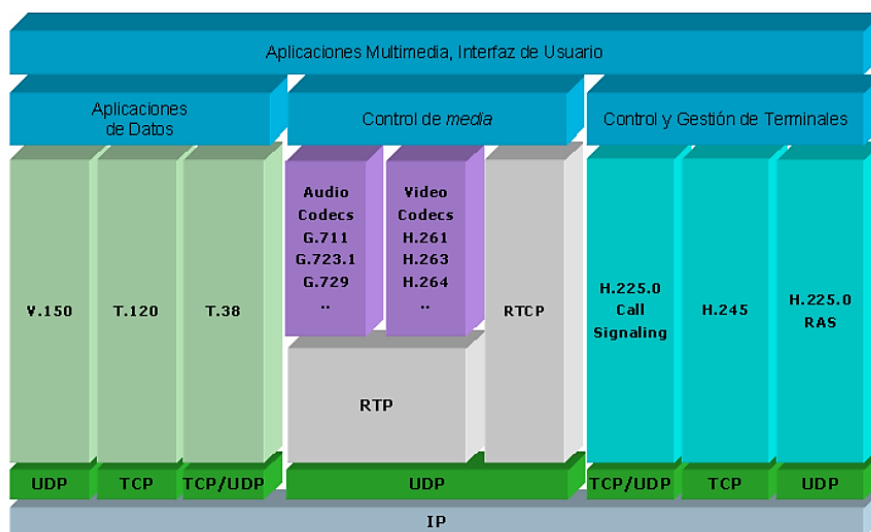 Aplicaciones Multimedia, Interfaz de Usuario
Aplicaciones
de Datos
Control de media
Control y Gestión de Terminales
V.150
T.120
T.38
Audio
Codecs
G.711
G.723.1
G.729
..
Video
Codecs
H.261
H.263
H.264
..
RTP
RTCP
H.225.0
Call
Signaling
H.245
H.225.0
RAS
UDP
TCP
TCP/UDP
UDP
TCP/UDP
TCP
UDP
IP